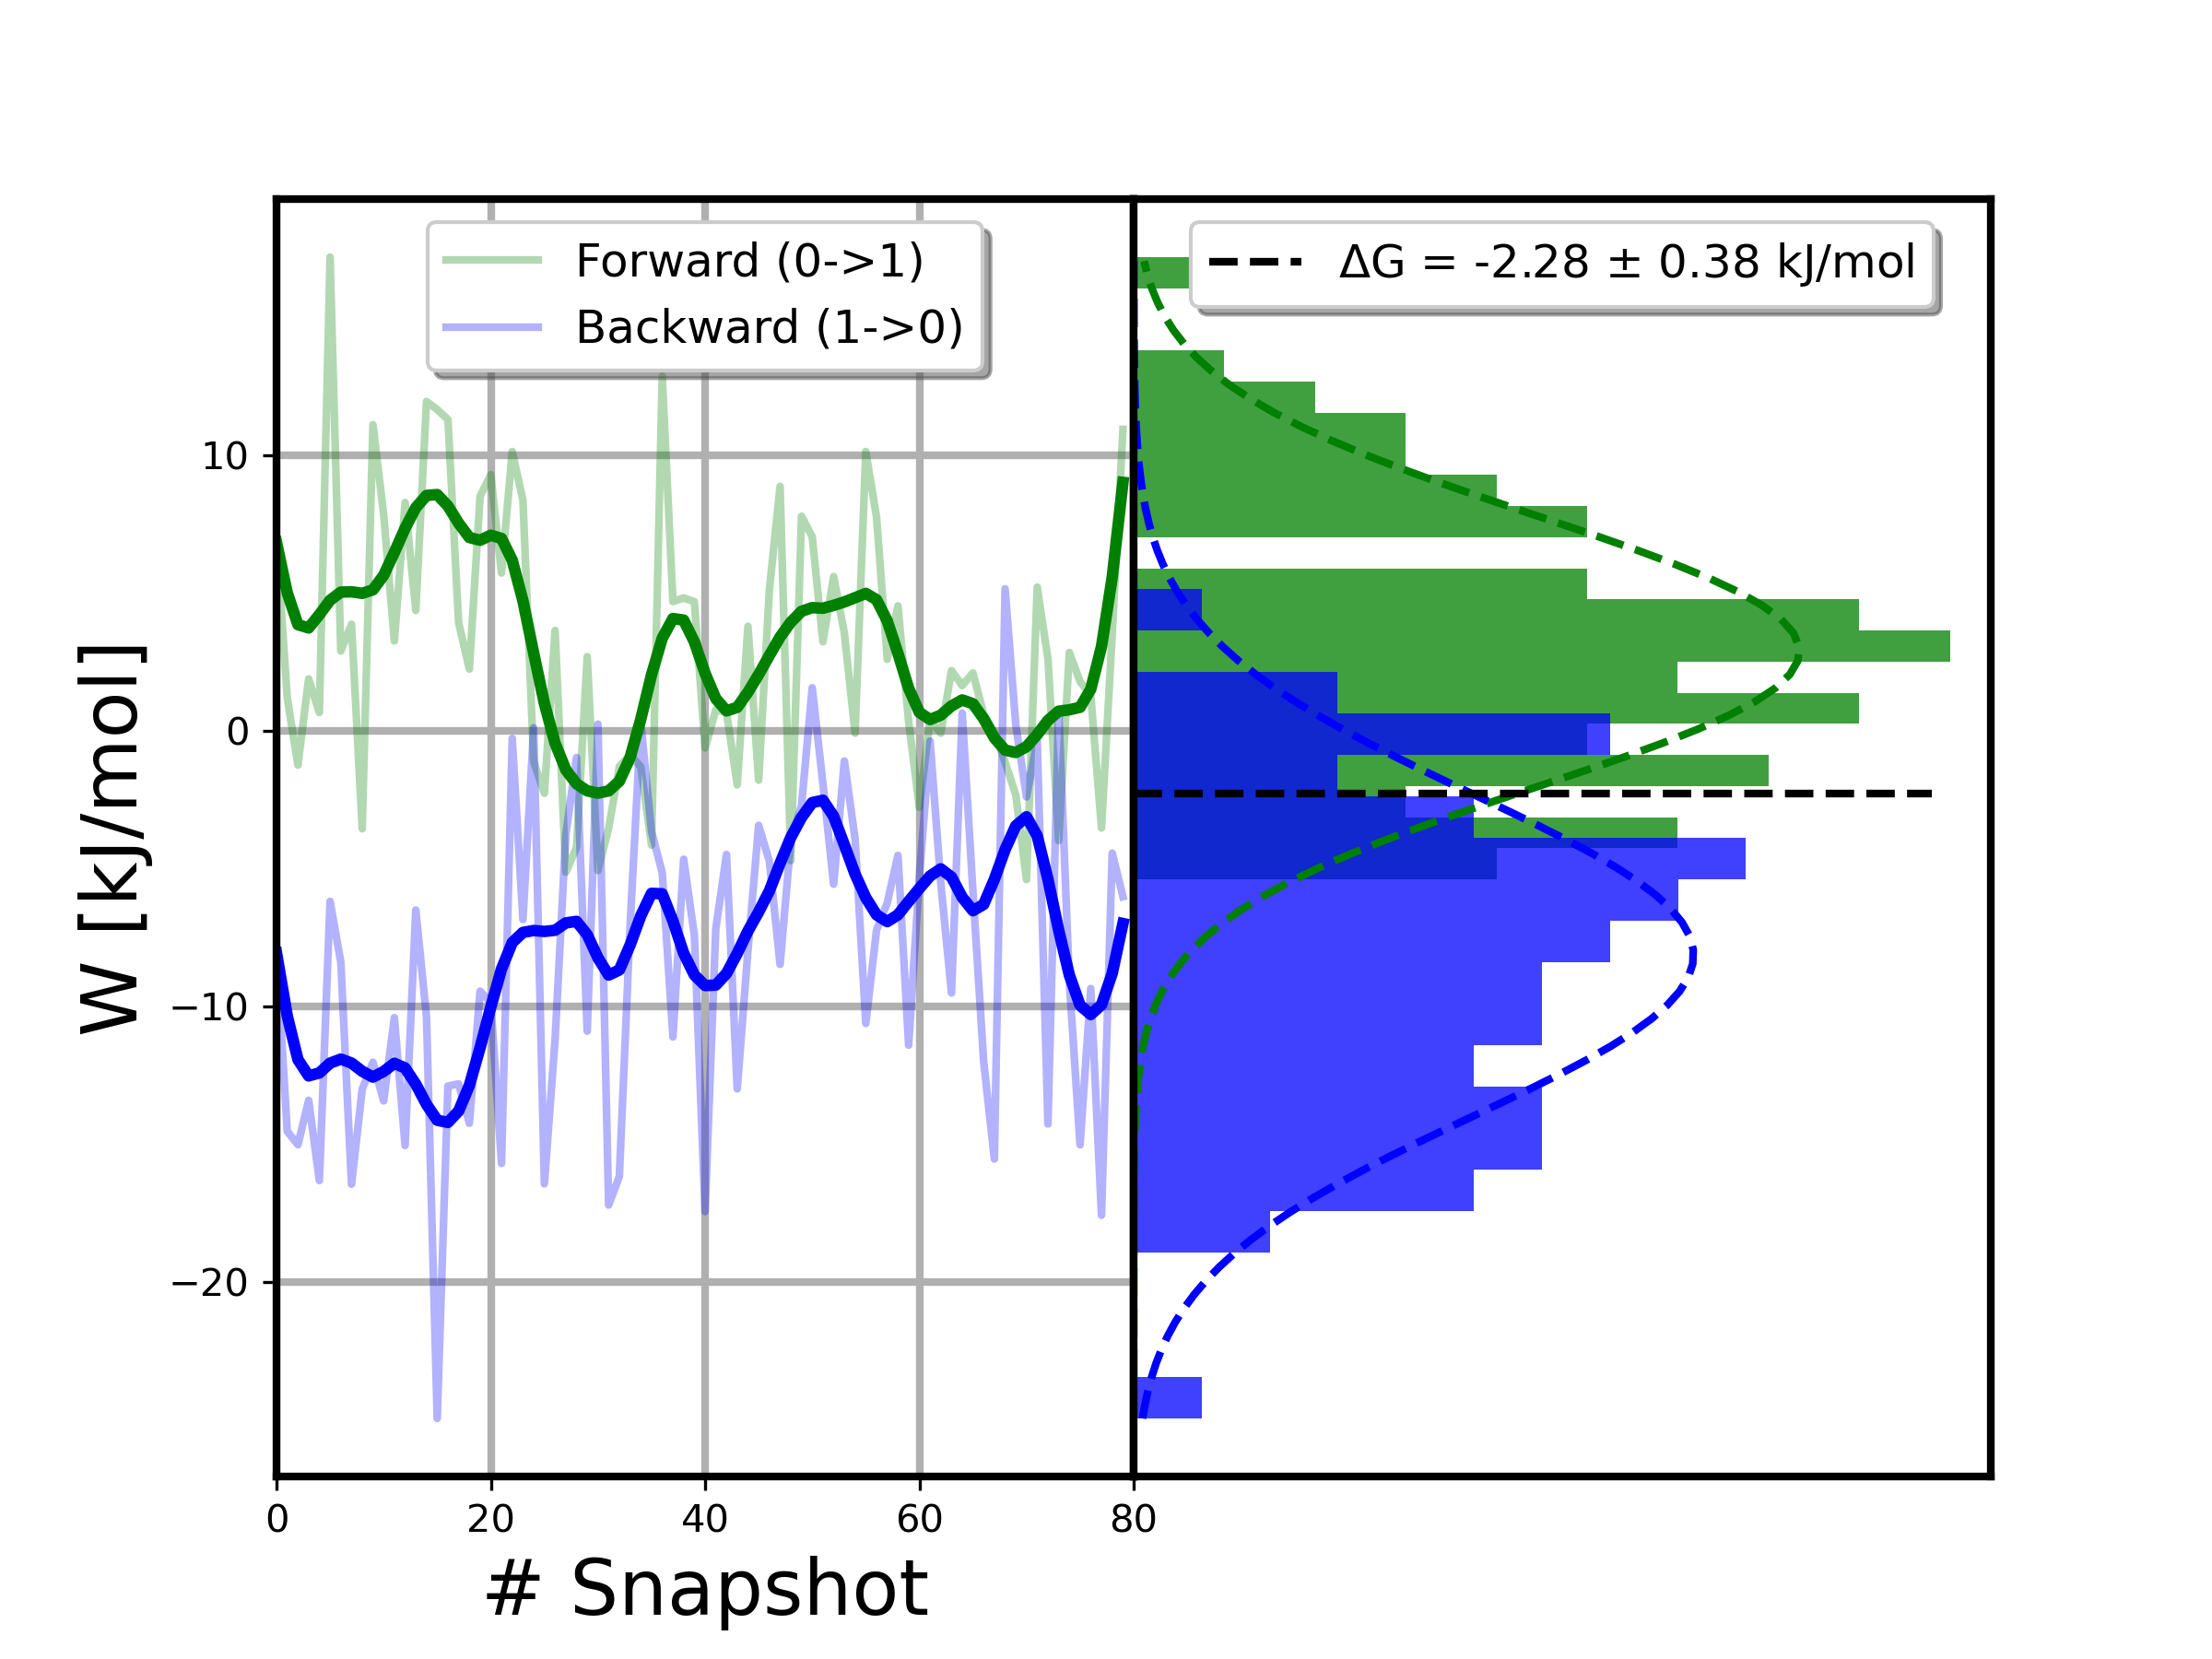 Forward (0->1)
Backward (1->0)
ΔG = -2.28 ± 0.38 kJ/mol
W [kJ/mol]
10
0
−10
−20
0
20
40
60
80
# Snapshot